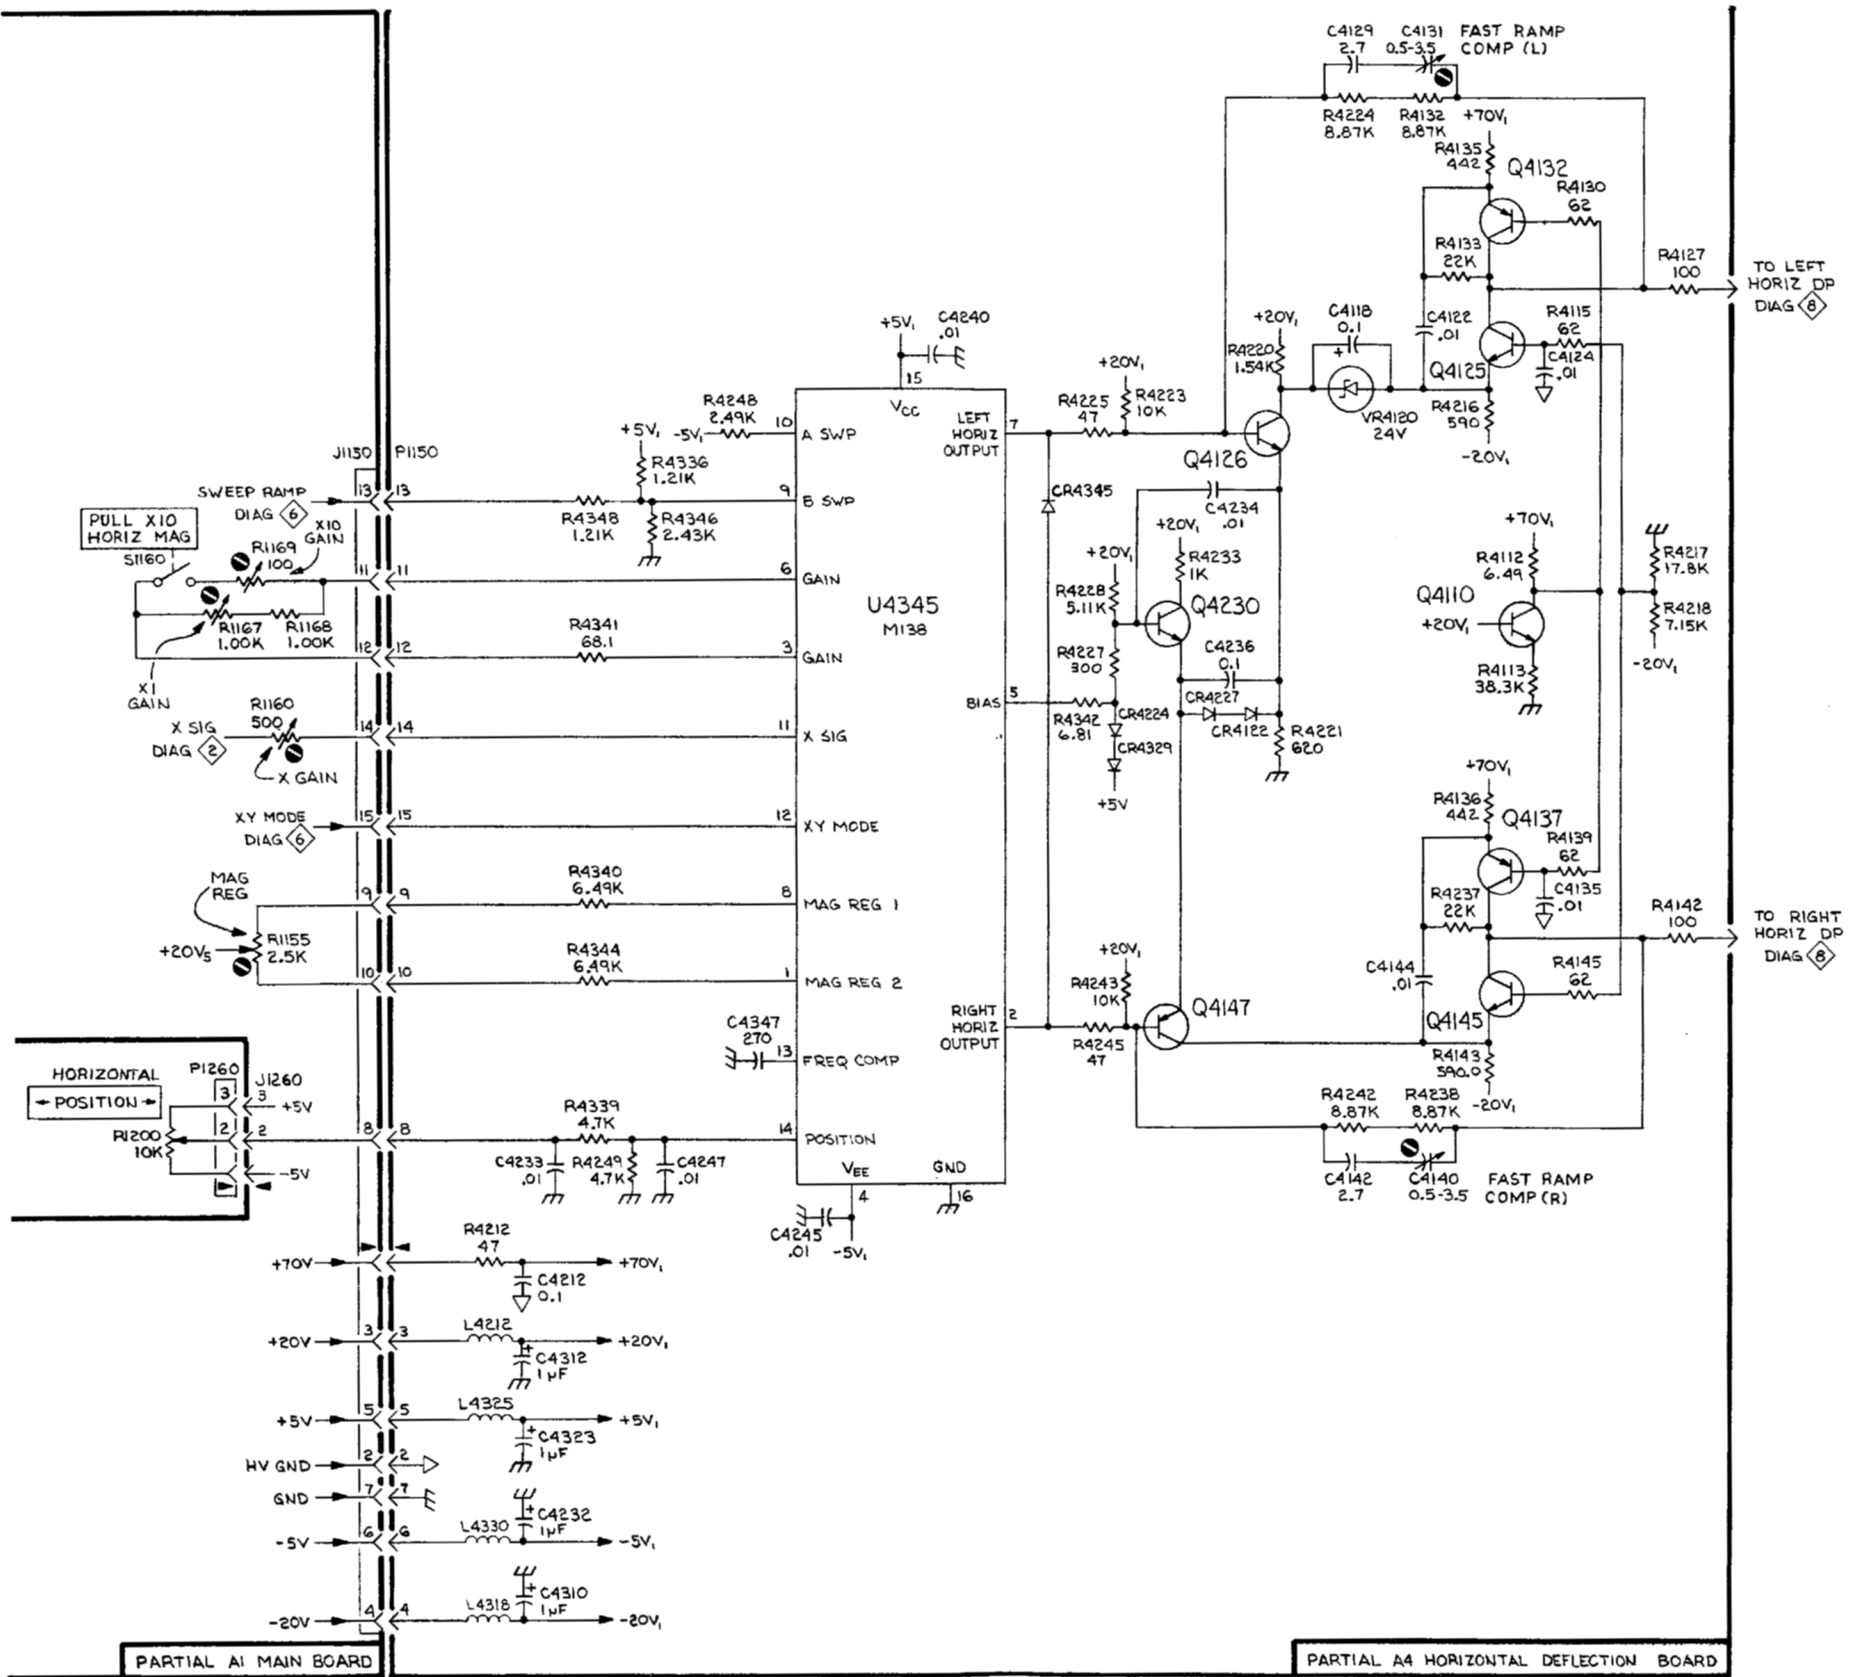 C4129
2.7
C4131
0.5-3.5
FAST RAMP
COMP (L)
R4224
8.87K
R4132
8.87K
+70V₁
R4135
442
Q4132
R4130
62
R4133
22K
R4127
100
TO LEFT
HORIZ DP
DIAG 8
C4122
.01
R4115
62
C4124
.01
Q4125
R4216
590
-20V₁
+20V₁
R4220
1.54K
C4118
0.1
+
VR4120
24V
+5V₁
C4240
.01
15
VCC
R4248
2.49K
-5V₁
10
A SWP
LEFT
HORIZ
OUTPUT
7
+20V₁
R4225
47
R4223
10K
Q4126
J1130
P1150
+5V₁
R4336
1.21K
SWEEP RAMP
DIAG 6
13
13
R4348
1.21K
R4346
2.43K
9
B SWP
CR4345
C4234
.01
PULL X10
HORIZ MAG
S1160
R1169
100
X10
GAIN
11
11
6
GAIN
R1167
1.00K
R1168
1.00K
X1
GAIN
12
12
R4341
68.1
3
GAIN
U4345
M138
+20V₁
R4228
5.11K
+20V₁
R4233
1K
Q4230
R4227
300
C4236
0.1
CR4227
CR4122
R4221
620
BIAS
5
R4342
6.81
CR4224
CR4329
+5V
+70V₁
R4112
6.49
Q4110
+20V₁
R4113
38.3K
R4217
17.8K
R4218
7.15K
-20V₁
X SIG
DIAG 2
R1160
500
X GAIN
14
14
11
X SIG
XY MODE
DIAG 6
15
15
12
XY MODE
MAG
REG
9
9
R4340
6.49K
8
MAG REG 1
+20V₅
R1155
2.5K
10
10
R4344
6.49K
1
MAG REG 2
+70V₁
R4136
442
Q4137
R4139
62
C4135
.01
R4237
22K
R4142
100
TO RIGHT
HORIZ DP
DIAG 8
C4144
.01
R4145
62
Q4145
R4143
590.0
-20V₁
RIGHT
HORIZ
OUTPUT
2
+20V₁
R4243
10K
R4245
47
Q4147
R4242
8.87K
R4238
8.87K
C4142
2.7
C4140
0.5-3.5
FAST RAMP
COMP (R)
C4347
270
13
FREQ COMP
HORIZONTAL
POSITION
P1260
J1260
3
3
+5V
R1200
10K
2
2
-5V
8
8
R4339
4.7K
C4233
.01
R4249
4.7K
C4247
.01
14
POSITION
VEE
4
GND
16
C4245
.01
-5V₁
+70V
R4212
47
+70V₁
C4212
0.1
+20V
3
3
L4212
+20V₁
+
C4312
1µF
+5V
5
5
L4325
+5V₁
+
C4323
1µF
HV GND
2
2
GND
7
7
+
C4232
1µF
-5V
6
6
L4330
-5V₁
+
C4310
1µF
-20V
4
4
L4318
-20V₁
PARTIAL A1 MAIN BOARD
PARTIAL A4 HORIZONTAL DEFLECTION BOARD